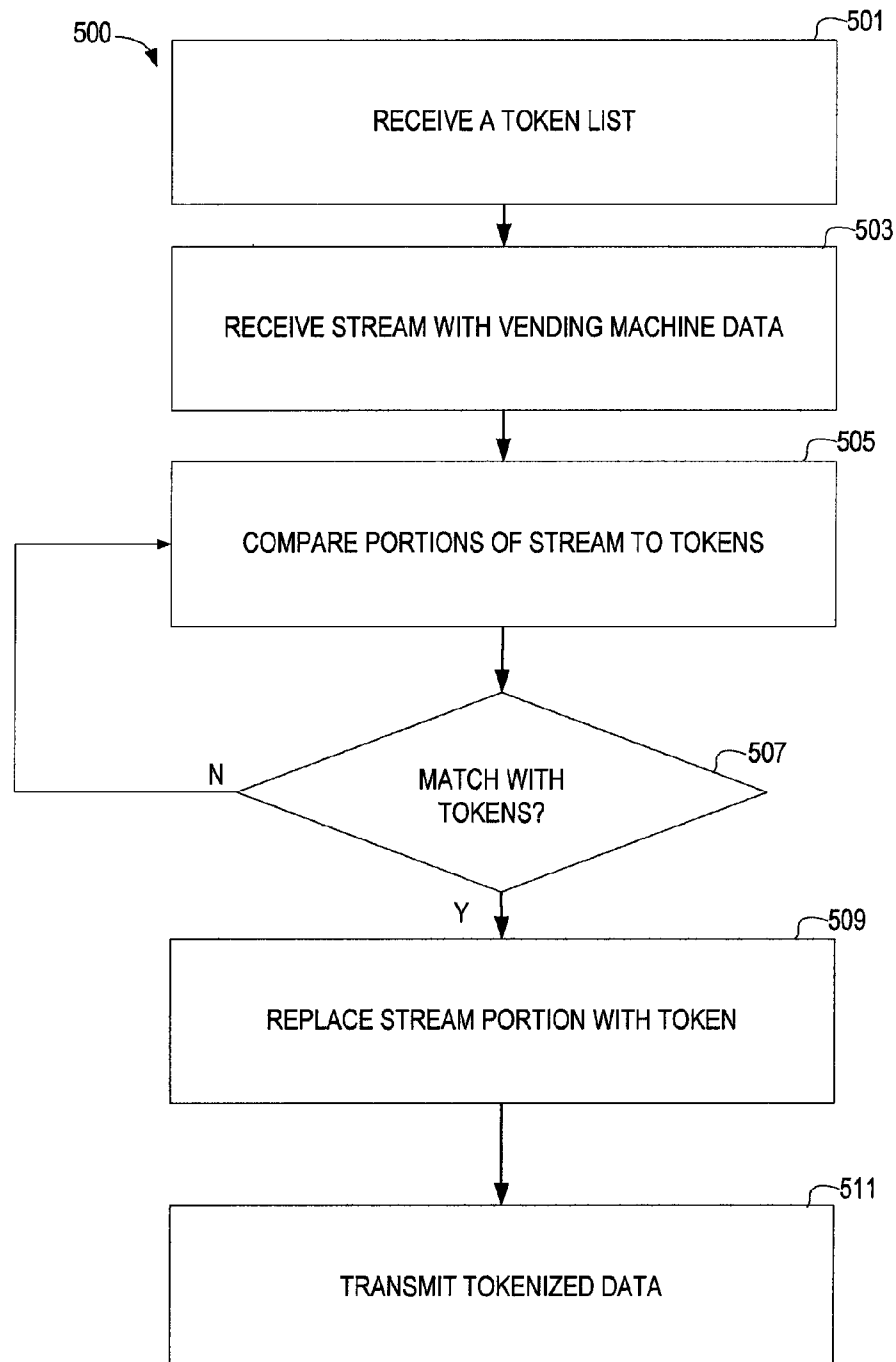 500
501
RECEIVE A TOKEN LIST
503
RECEIVE STREAM WITH VENDING MACHINE DATA
505
COMPARE PORTIONS OF STREAM TO TOKENS
507
N
MATCH WITH
TOKENS?
Y
509
REPLACE STREAM PORTION WITH TOKEN
511
TRANSMIT TOKENIZED DATA